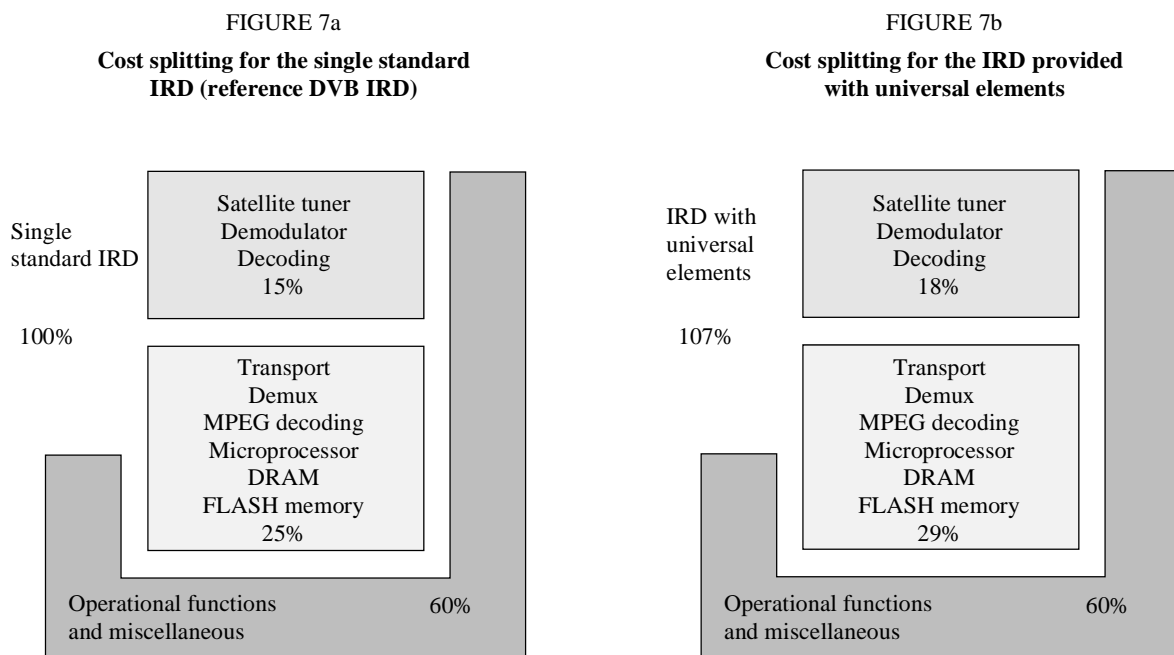 FIGURE 7a
Cost splitting for the single standard
IRD (reference DVB IRD)
Single
standard IRD
100%
Satellite tuner
Demodulator
Decoding
15%
Transport
Demux
MPEG decoding
Microprocessor
DRAM
FLASH memory
25%
Operational functions
and miscellaneous
60%
FIGURE 7b
Cost splitting for the IRD provided
with universal elements
IRD with
universal
elements
107%
Satellite tuner
Demodulator
Decoding
18%
Transport
Demux
MPEG decoding
Microprocessor
DRAM
FLASH memory
29%
Operational functions
and miscellaneous
60%